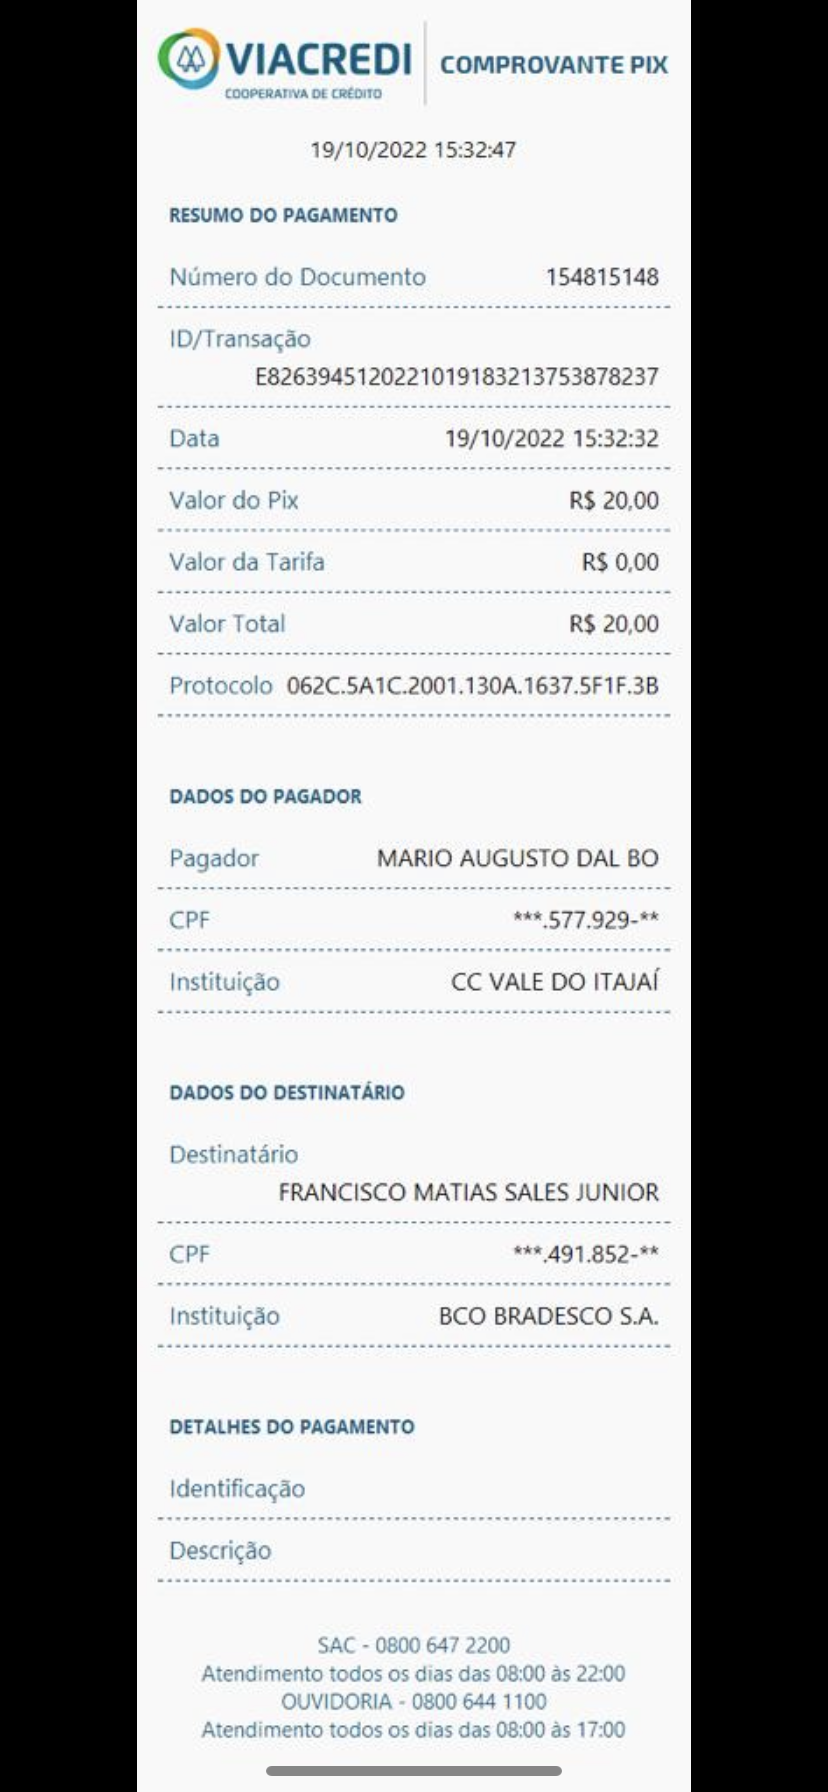 VIACREDI
COOPERATIVA DE CRÉDITO
COMPROVANTE PIX
19/10/2022 15:32:47
RESUMO DO PAGAMENTO
Número do Documento 154815148
ID/Transação
E82639451202210191832137538​78237
Data 19/10/2022 15:32:32
Valor do Pix R$ 20,00
Valor da Tarifa R$ 0,00
Valor Total R$ 20,00
Protocolo 062C.5A1C.2001.130A.1637.5F1F.3B
DADOS DO PAGADOR
Pagador MARIO AUGUSTO DAL BO
CPF ***.577.929-**
Instituição CC VALE DO ITAJAÍ
DADOS DO DESTINATÁRIO
Destinatário
FRANCISCO MATIAS SALES JUNIOR
CPF ***.491.852-**
Instituição BCO BRADESCO S.A.
DETALHES DO PAGAMENTO
Identificação
Descrição
SAC - 0800 647 2200
Atendimento todos os dias das 08:00 às 22:00
OUVIDORIA - 0800 644 1100
Atendimento todos os dias das 08:00 às 17:00